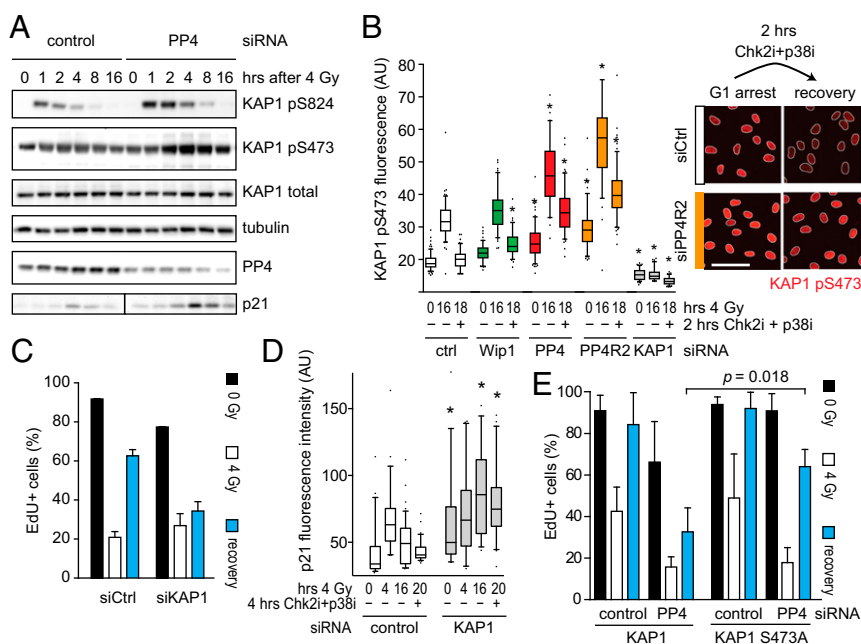 A
control PP4 siRNA
0 1 2 4 8 16 0 1 2 4 8 16 hrs after 4 Gy
KAP1 pS824
KAP1 pS473
KAP1 total
tubulin
PP4
p21
B
KAP1 pS473 fluorescence (AU)
80
70
60
50
40
30
20
* * * * * * * * * *
0 16 18 0 16 18 0 16 18 0 16 18 0 16 18 hrs 4 Gy
– – + – – + – – + – – + – – + 2 hrs Chk2i + p38i
ctrl Wip1 PP4 PP4R2 KAP1 siRNA
2 hrs
Chk2i+p38i
G1 arrest recovery
siCtrl
siPP4R2
KAP1 pS473
C
EdU+ cells (%)
100
80
60
40
20
0
siCtrl siKAP1
0 Gy
4 Gy
recovery
D
p21 fluorescence intensity (AU)
150
100
50
* * *
hrs 4 Gy 0 4 16 20 0 4 16 20
4 hrs Chk2i+p38i – – – + – – – +
siRNA control KAP1
E
p = 0.018
EdU+ cells (%)
100
80
60
40
20
0
control PP4 control PP4 siRNA
KAP1 KAP1 S473A
0 Gy
4 Gy
recovery